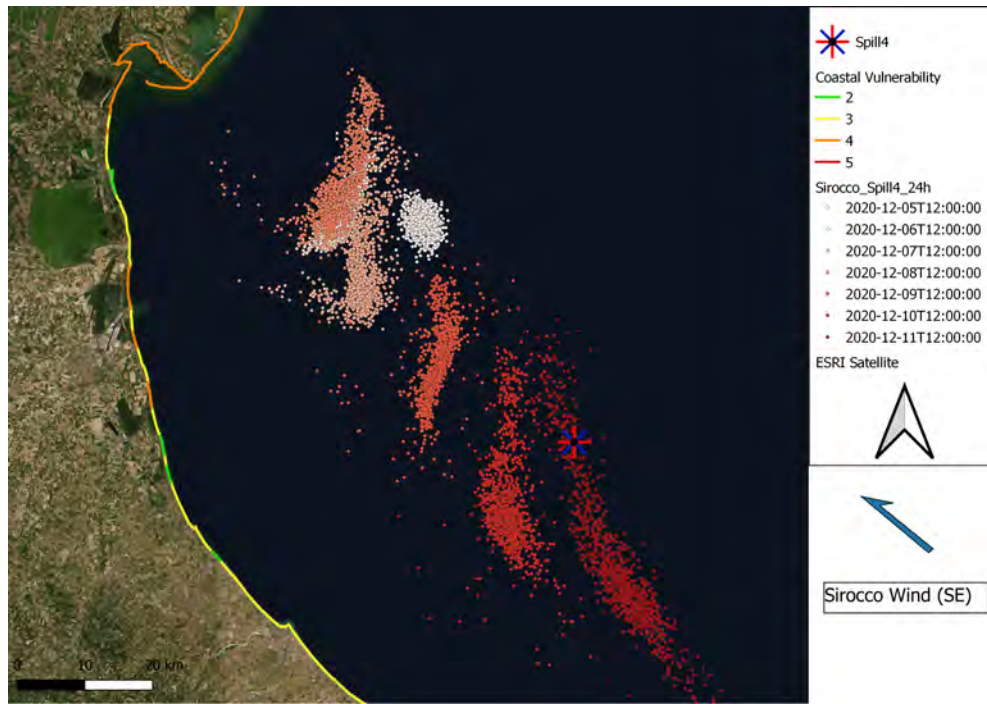 Spill4
Coastal Vulnerability
2
3
4
5
Sirocco_Spill4_24h
2020-12-05T12:00:00
2020-12-06T12:00:00
2020-12-07T12:00:00
2020-12-08T12:00:00
2020-12-09T12:00:00
2020-12-10T12:00:00
2020-12-11T12:00:00
ESRI Satellite
Sirocco Wind (SE)
0 10 20 km